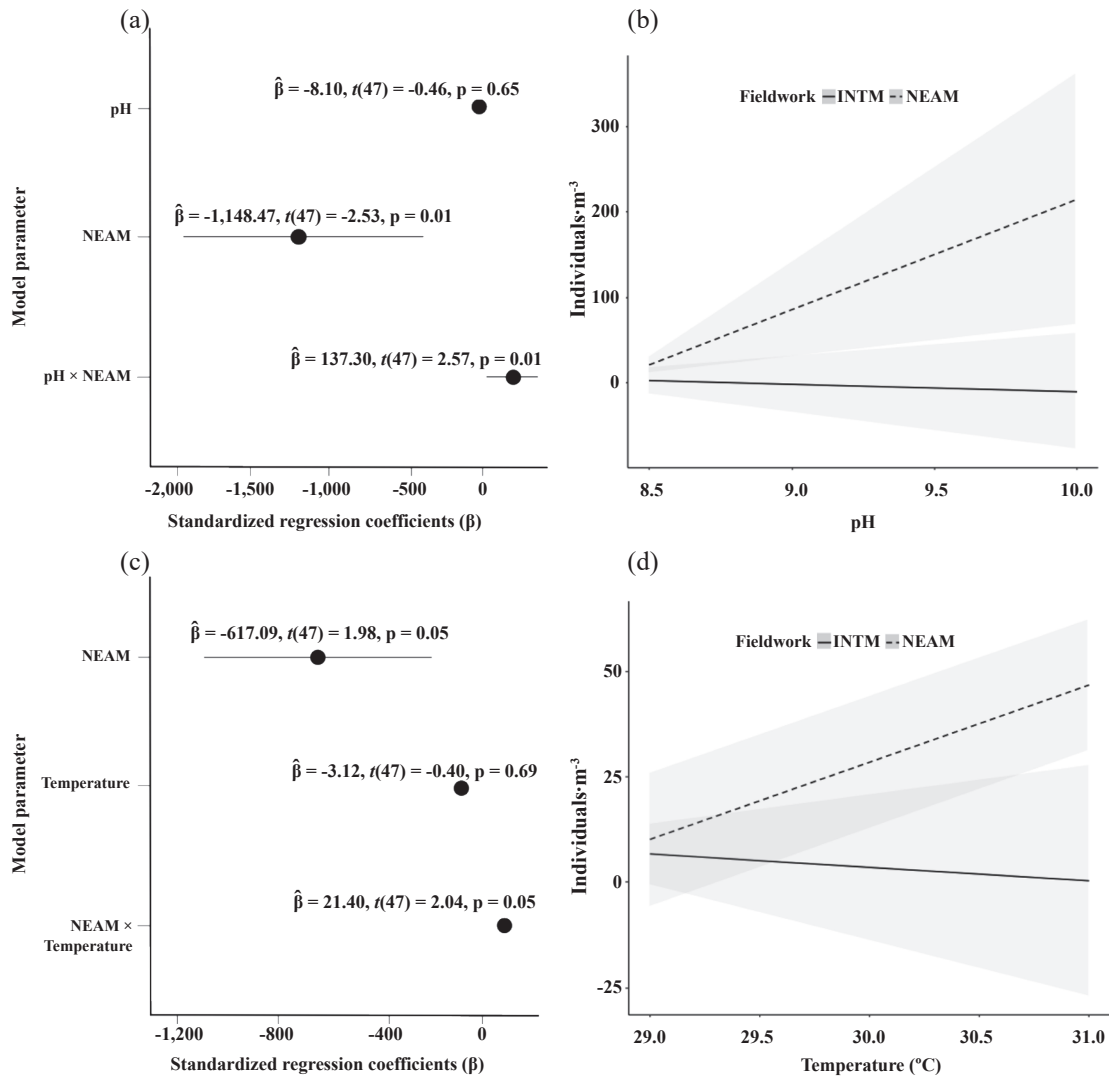 (a)
β̂ = -8.10, t(47) = -0.46, p = 0.65
pH
β̂ = -1,148.47, t(47) = -2.53, p = 0.01
NEAM
β̂ = 137.30, t(47) = 2.57, p = 0.01
pH × NEAM
Model parameter
-2,000 -1,500 -1,000 -500 0
Standardized regression coefficients (β)
(b)
Fieldwork INTM NEAM
300
200
100
0
Individuals·m⁻³
8.5 9.0 9.5 10.0
pH
(c)
β̂ = -617.09, t(47) = 1.98, p = 0.05
NEAM
β̂ = -3.12, t(47) = -0.40, p = 0.69
Temperature
β̂ = 21.40, t(47) = 2.04, p = 0.05
NEAM ×
Temperature
Model parameter
-1,200 -800 -400 0
Standardized regression coefficients (β)
(d)
Fieldwork INTM NEAM
50
25
0
-25
Individuals·m⁻³
29.0 29.5 30.0 30.5 31.0
Temperature (ºC)